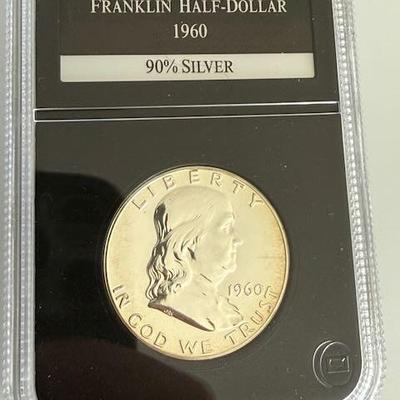 FRANKLIN HALF-DOLLAR
1960
90% SILVER
LIBERTY
1960
IN GOD WE TRUST